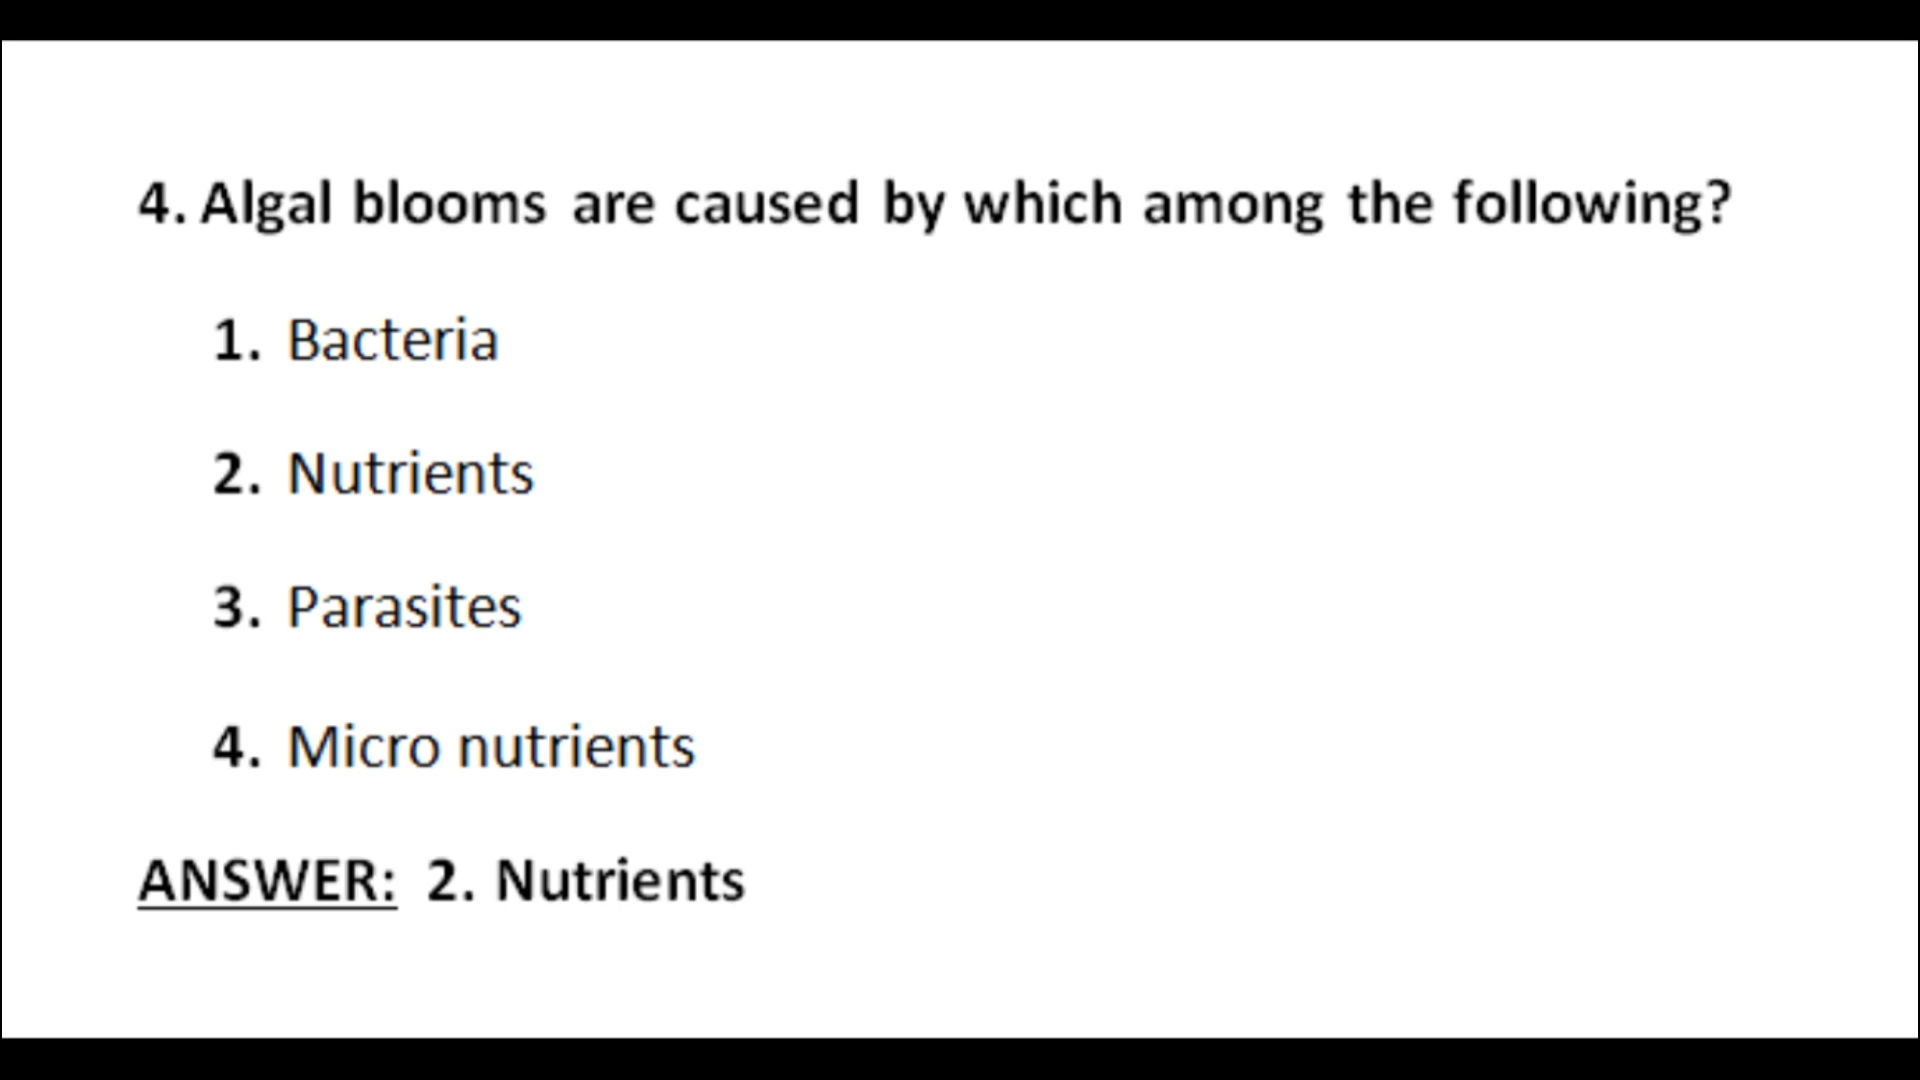 4. Algal blooms are caused by which among the following?
1. Bacteria
2. Nutrients
3. Parasites
4. Micro nutrients
ANSWER: 2. Nutrients